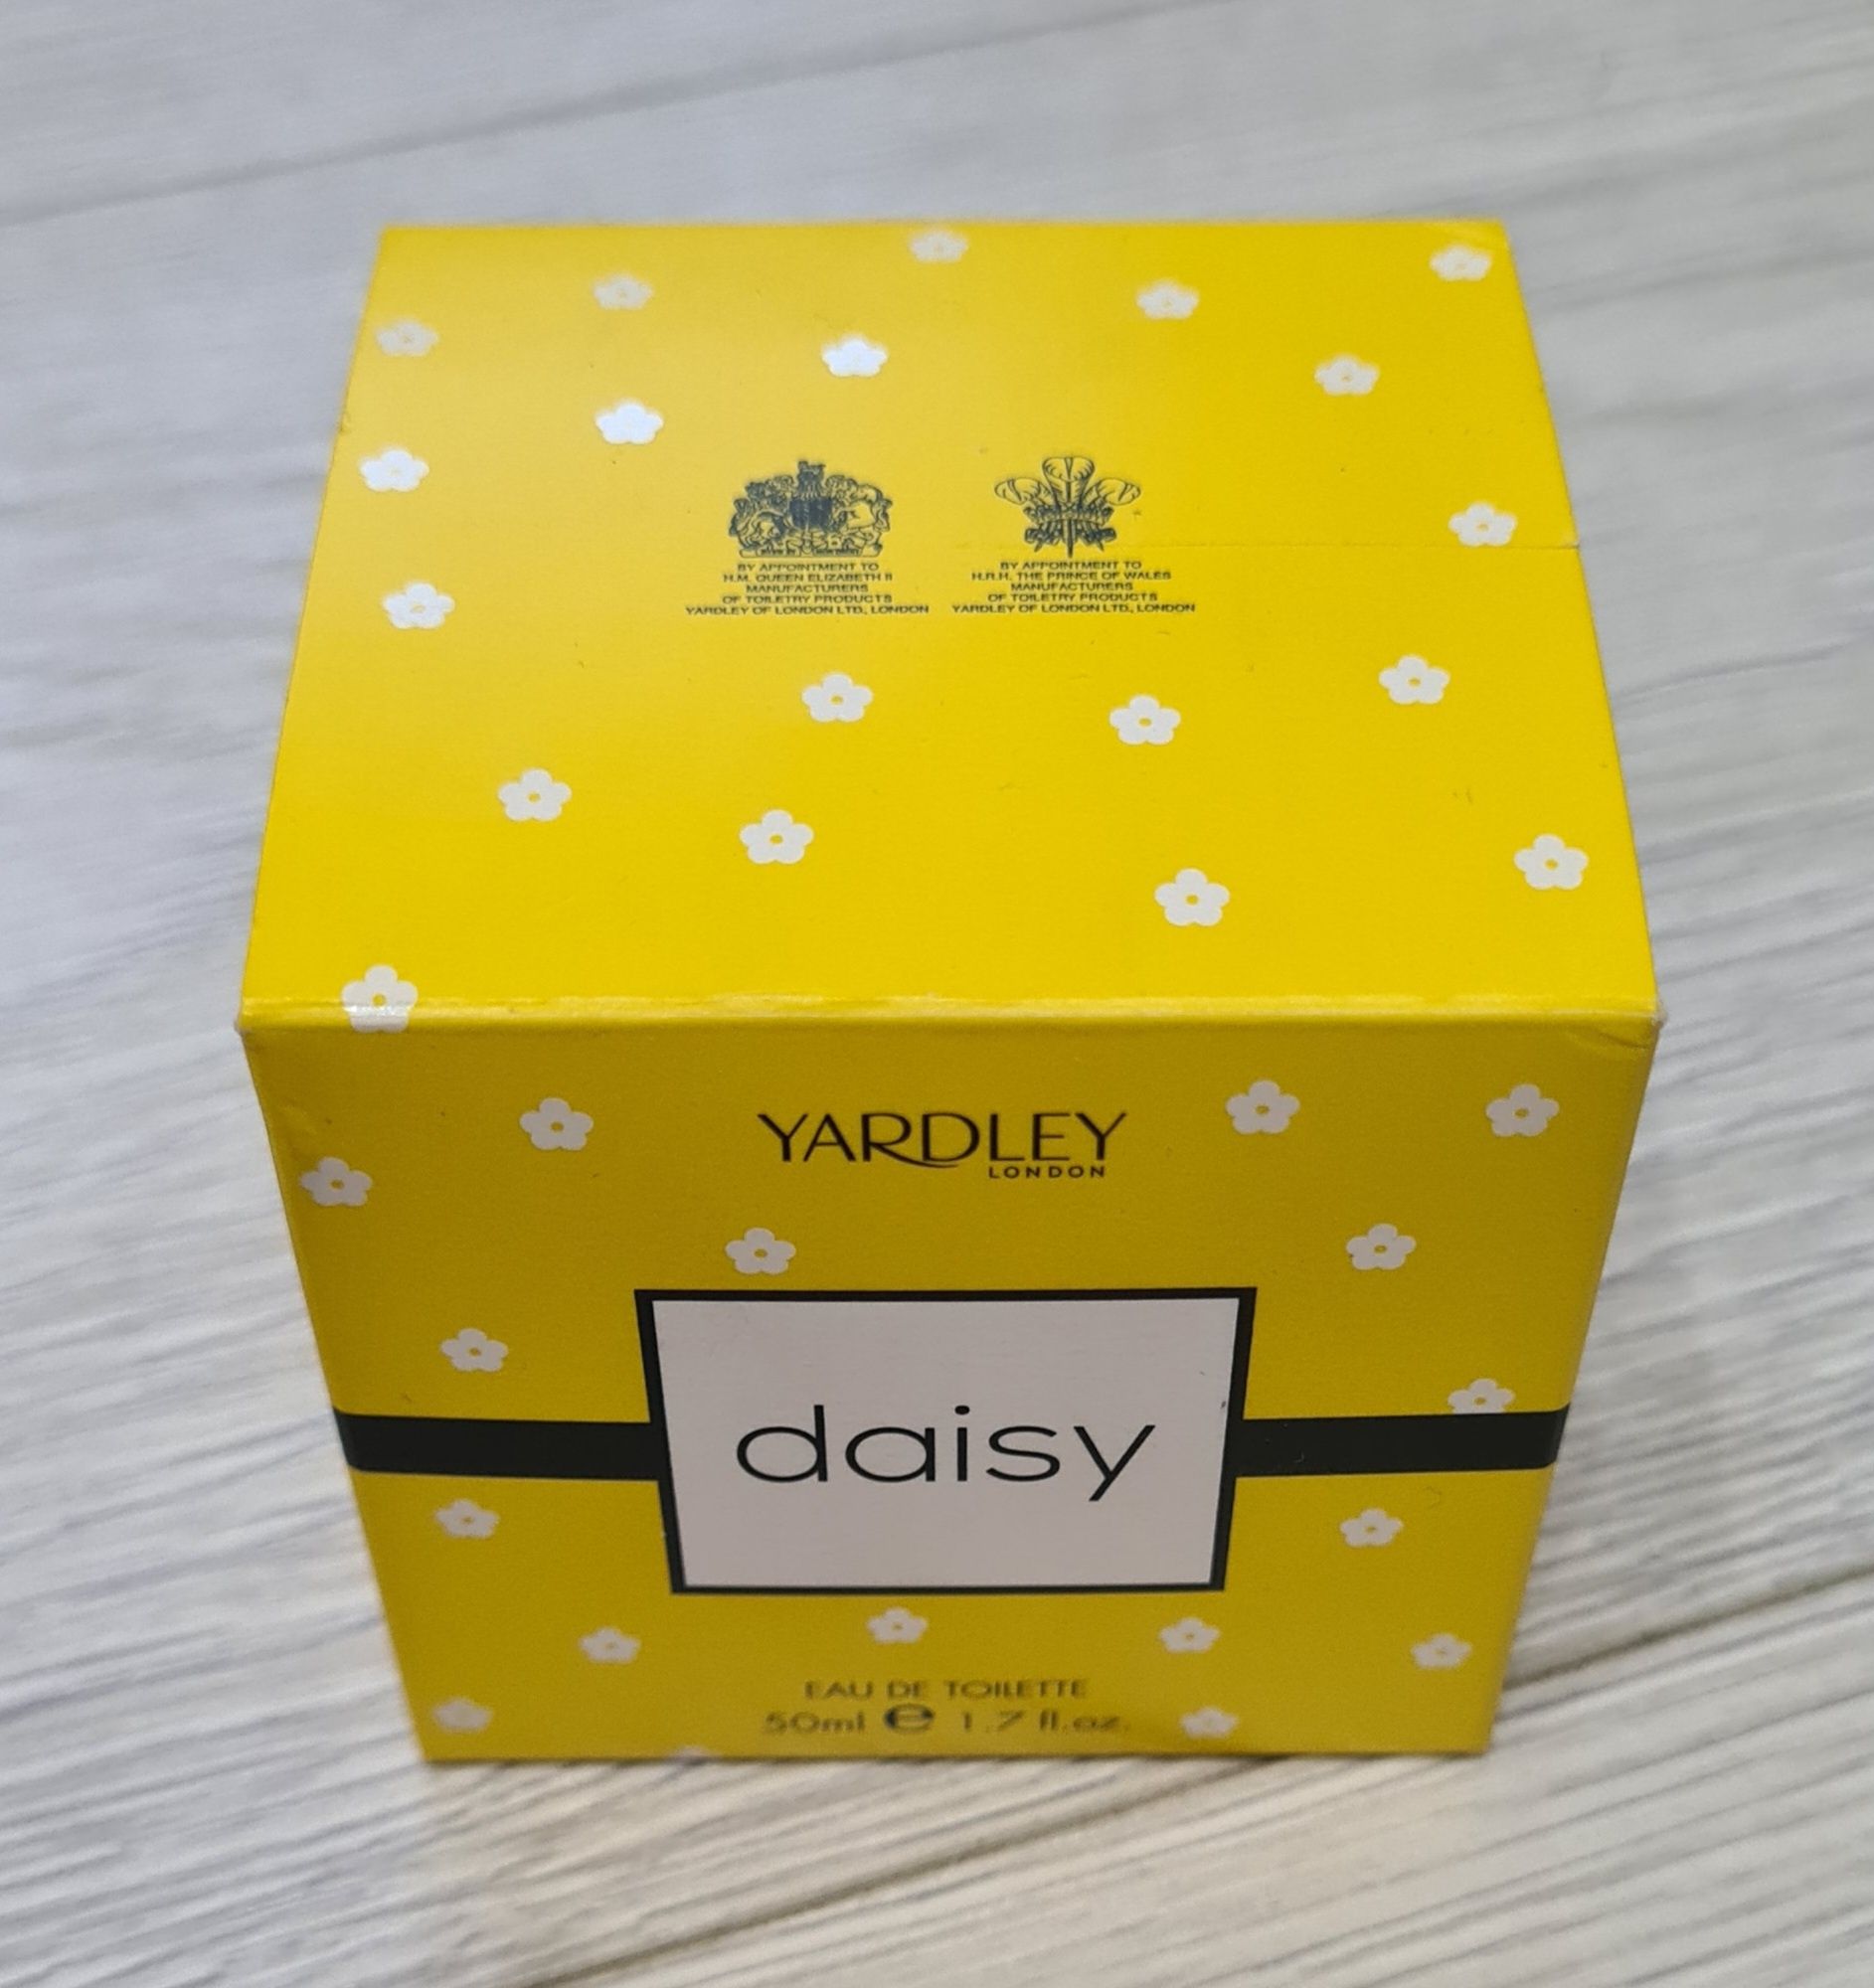 BY APPOINTMENT TO
H.M. QUEEN ELIZABETH II
MANUFACTURERS
OF TOILETRY PRODUCTS
YARDLEY OF LONDON LTD, LONDON
BY APPOINTMENT TO
H.R.H. THE PRINCE OF WALES
MANUFACTURERS
OF TOILETRY PRODUCTS
YARDLEY OF LONDON LTD, LONDON
YARDLEY
LONDON
daisy
EAU DE TOILETTE
50ml e 1.7 fl.oz.